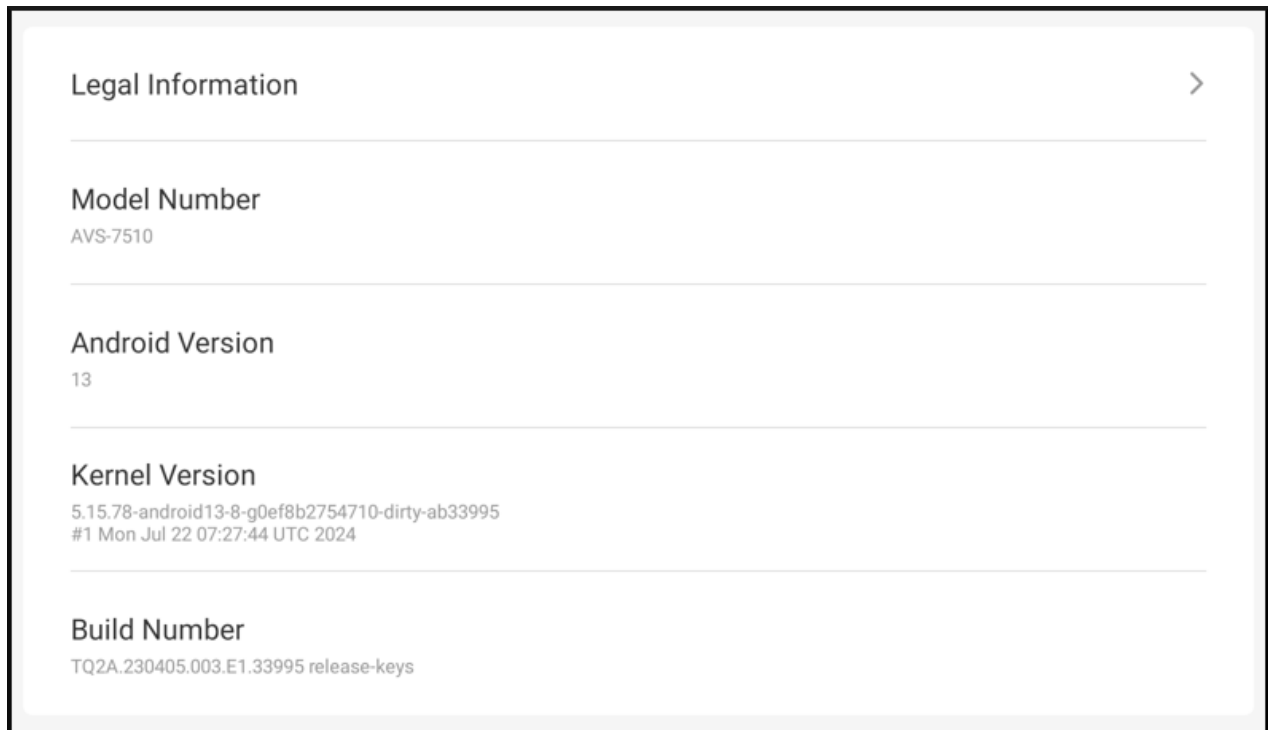 Legal Information
Model Number
AVS-7510
Android Version
13
Kernel Version
5.15.78-android13-8-g0ef8b2754710-dirty-ab33995
#1 Mon Jul 22 07:27:44 UTC 2024
Build Number
TQ2A.230405.003.E1.33995 release-keys